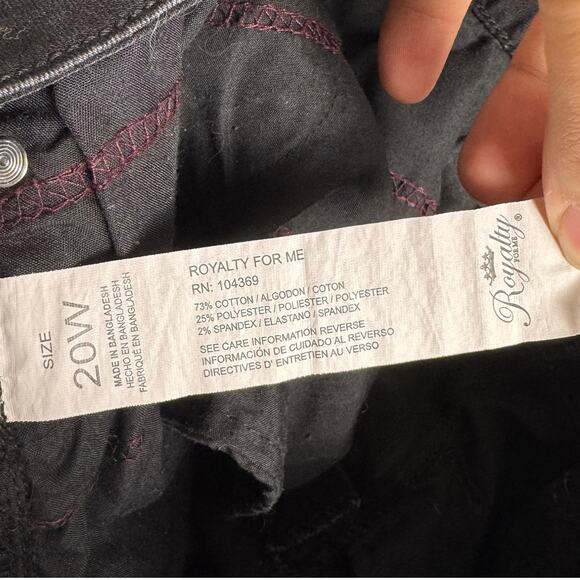 SIZE
20W
MADE IN BANGLADESH
HECHO EN BANGLADESH
FABRIQUÉ EN BANGLADESH
ROYALTY FOR ME
RN: 104369
73% COTTON / ALGODON / COTON
25% POLYESTER / POLIESTER / POLYESTER
2% SPANDEX / ELASTANO / SPANDEX
SEE CARE INFORMATION REVERSE
INFORMACIÓN DE CUIDADO AL REVERSO
DIRECTIVES D' ENTRETIEN AU VERSO
Royalty®
FOR ME